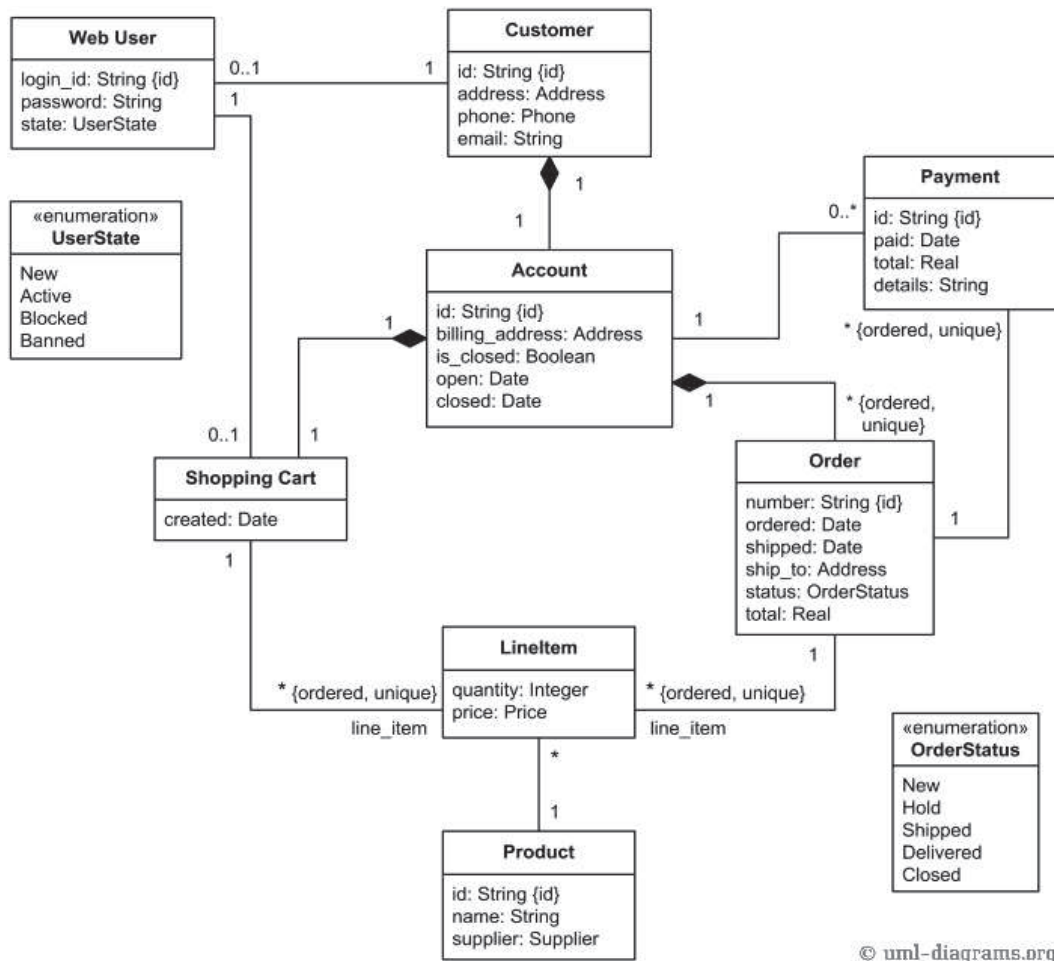 Web User
login_id: String {id}
password: String
state: UserState
0..1
1
1
Customer
id: String {id}
address: Address
phone: Phone
email: String
1
1
«enumeration»
UserState
New
Active
Blocked
Banned
Account
id: String {id}
billing_address: Address
is_closed: Boolean
open: Date
closed: Date
1
1
0..*
Payment
id: String {id}
paid: Date
total: Real
details: String
* {ordered, unique}
1
* {ordered,
unique}
0..1
1
Shopping Cart
created: Date
1
Order
number: String {id}
ordered: Date
shipped: Date
ship_to: Address
status: OrderStatus
total: Real
1
1
LineItem
quantity: Integer
price: Price
* {ordered, unique}
line_item
* {ordered, unique}
line_item
*
1
Product
id: String {id}
name: String
supplier: Supplier
«enumeration»
OrderStatus
New
Hold
Shipped
Delivered
Closed
© uml-diagrams.org